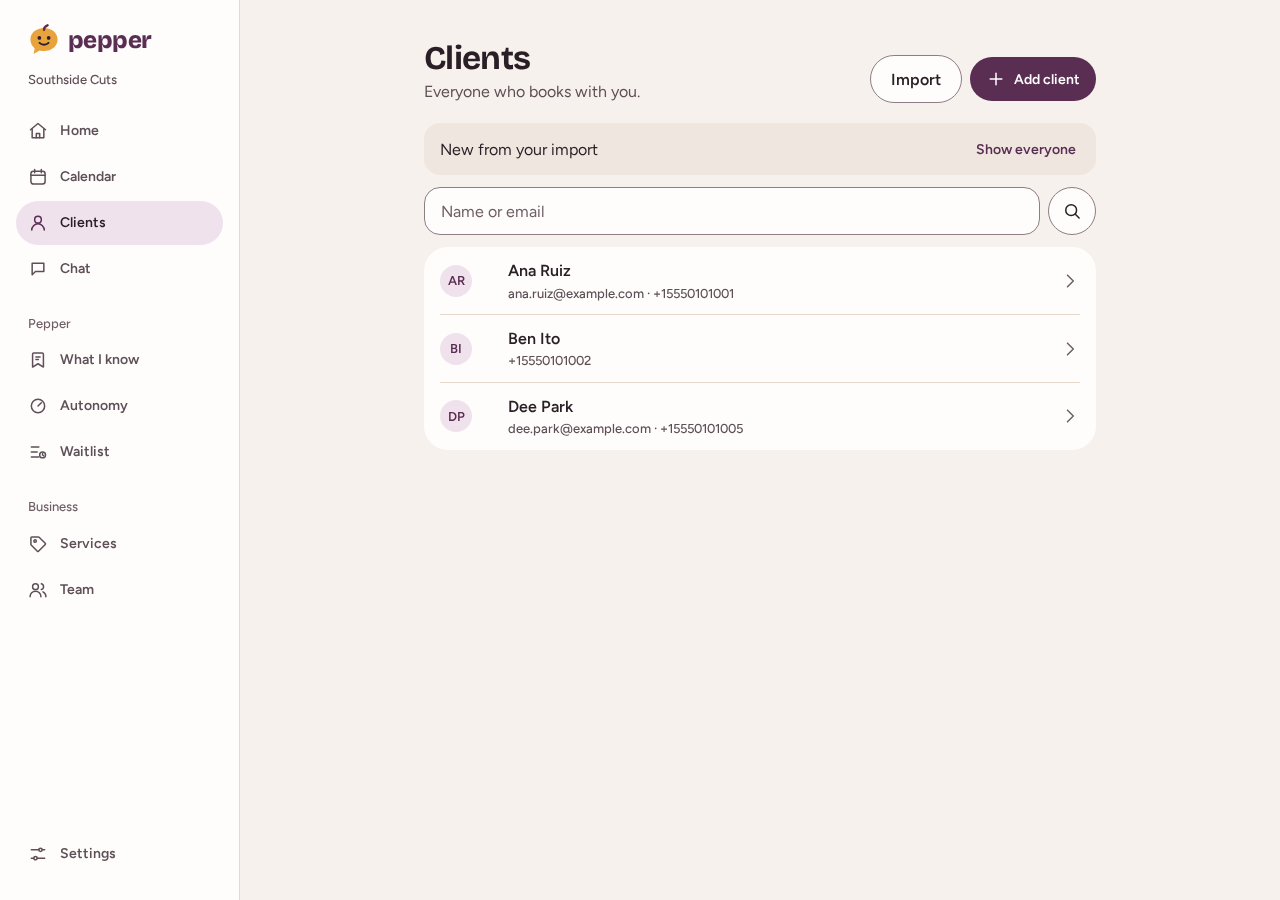 pepper
Southside Cuts
Home
Calendar
Clients
Chat
Pepper
What I know
Autonomy
Waitlist
Business
Services
Team
Settings
Clients
Everyone who books with you.
Import
Add client
New from your import
Show everyone
Name or email
AR
Ana Ruiz
ana.ruiz@example.com · +15550101001
BI
Ben Ito
+15550101002
DP
Dee Park
dee.park@example.com · +15550101005